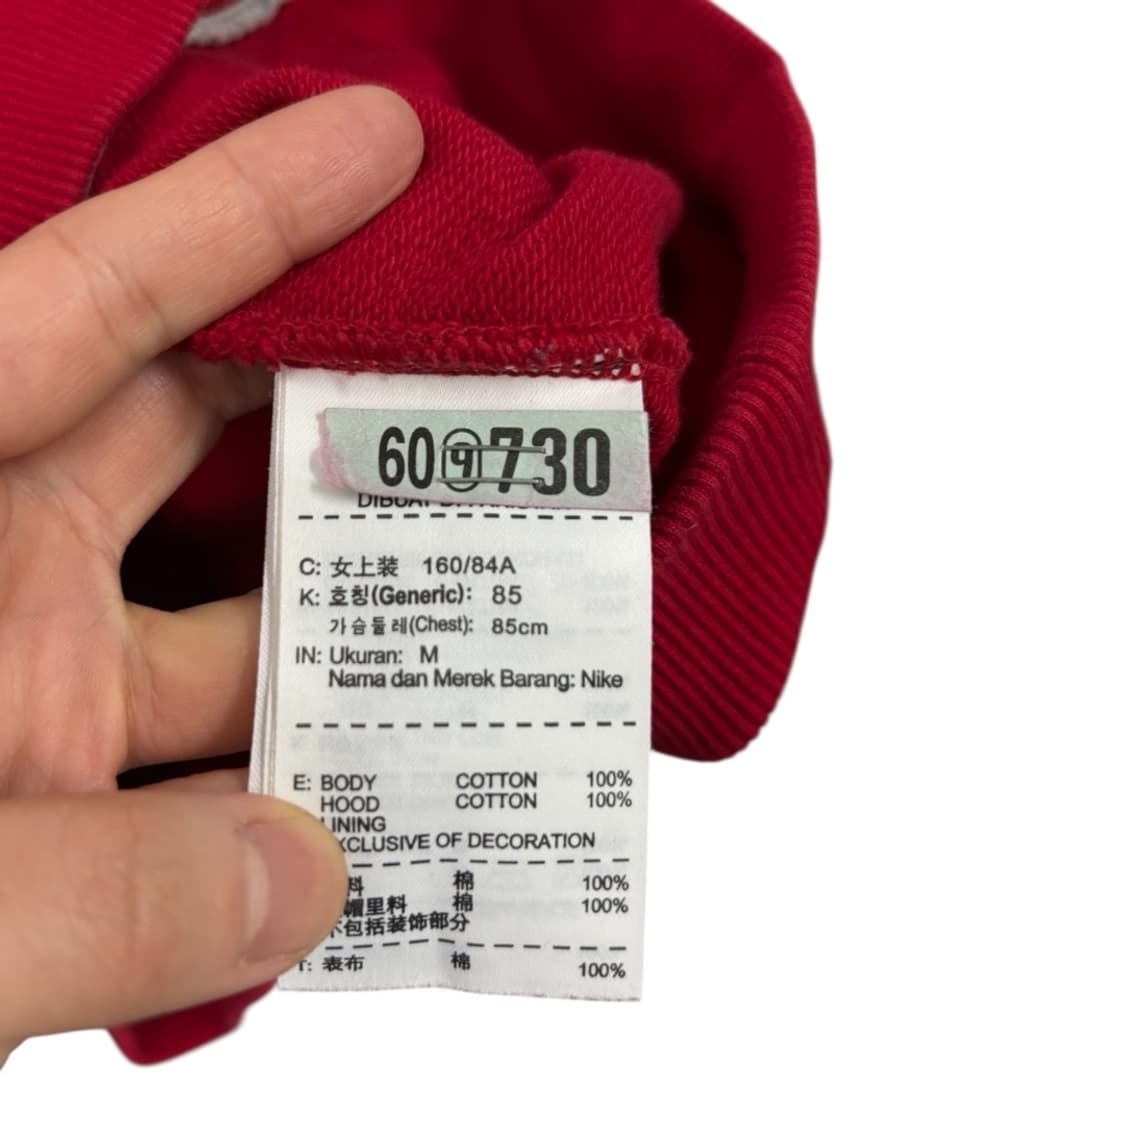 60⑨730
C: 女上装 160/84A
K: 호칭(Generic): 85
가슴둘레(Chest): 85cm
IN: Ukuran: M
Nama dan Merek Barang: Nike
E: BODY COTTON 100%
HOOD COTTON 100%
LINING
EXCLUSIVE OF DECORATION
料 棉 100%
帽里料 棉 100%
不包括装饰部分
T: 表布 棉 100%